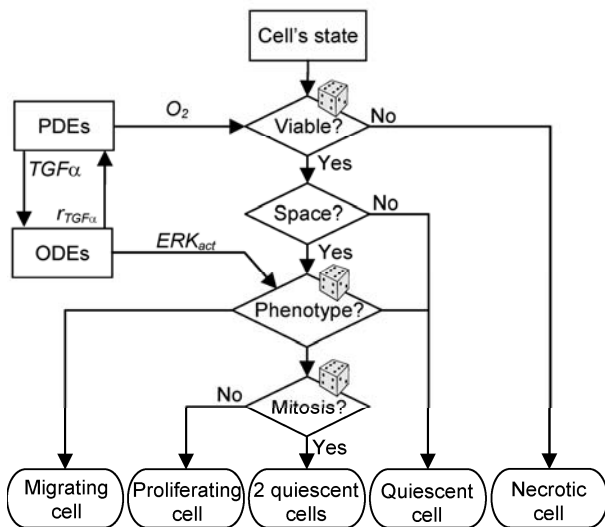 Cell's state
PDEs
O2
Viable?
No
Yes
TGFα
rTGFα
Space?
No
ODEs
ERKact
Yes
Phenotype?
No
Mitosis?
Yes
Migrating
cell
Proliferating
cell
2 quiescent
cells
Quiescent
cell
Necrotic
cell